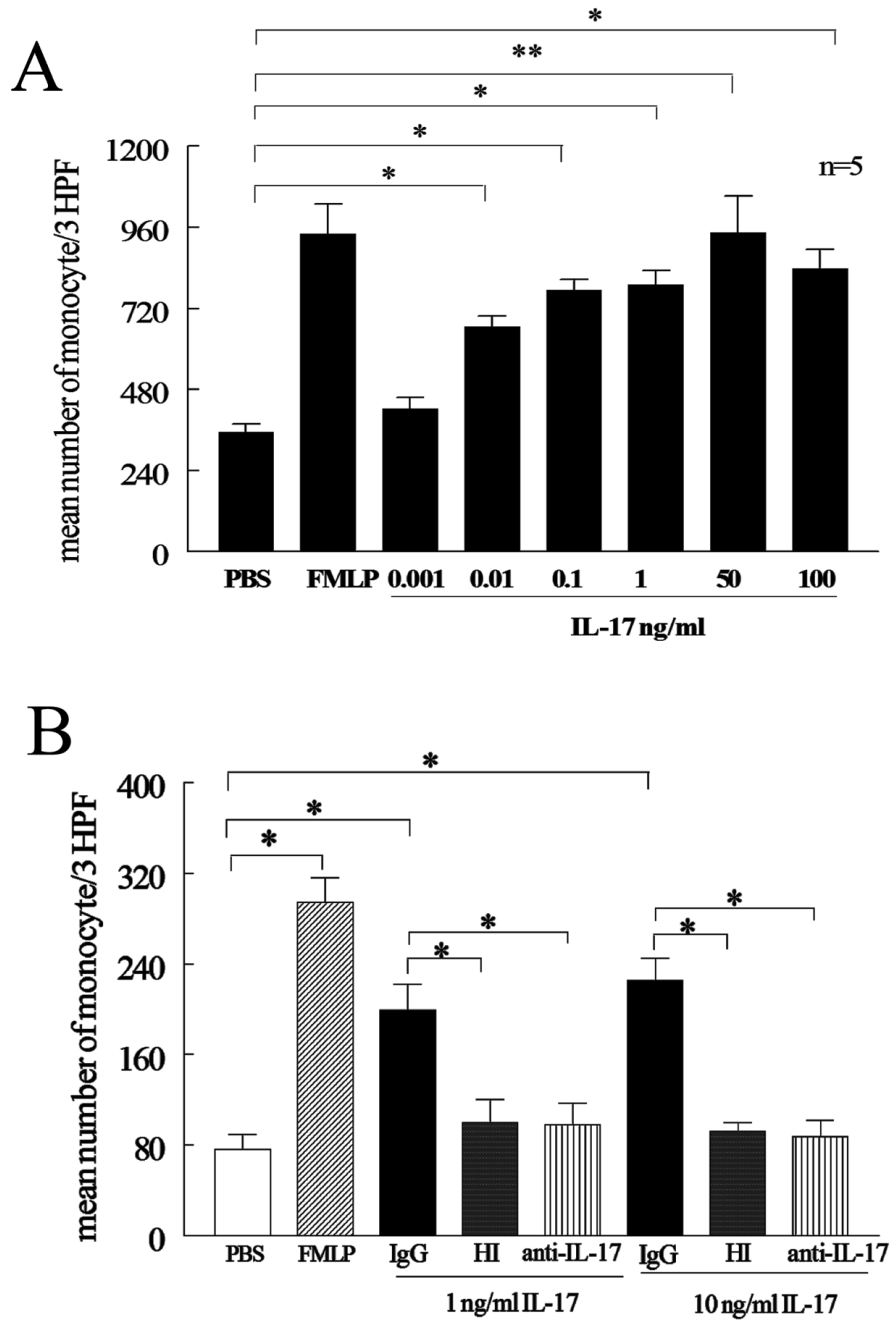 A
*
**
*
*
*
n=5
mean number of monocyte/3 HPF
1200
960
720
480
240
0
PBS FMLP 0.001 0.01 0.1 1 50 100
IL-17 ng/ml
B
*
*
*
*
*
*
*
mean number of monocyte/3 HPF
400
320
240
160
80
0
PBS FMLP IgG HI anti-IL-17 IgG HI anti-IL-17
1 ng/ml IL-17 10 ng/ml IL-17